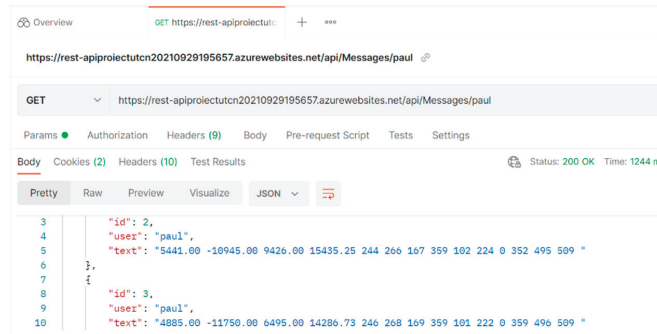 Overview
GET https://rest-apiproiectutc
+
ooo
https://rest-apiproiectutcn20210929195657.azurewebsites.net/api/Messages/paul
GET https://rest-apiproiectutcn20210929195657.azurewebsites.net/api/Messages/paul
Params Authorization Headers (9) Body Pre-request Script Tests Settings
Body Cookies (2) Headers (10) Test Results Status: 200 OK Time: 1244 m
Pretty Raw Preview Visualize JSON
3 "id": 2,
4 "user": "paul",
5 "text": "5441.00 -10945.00 9426.00 15435.25 244 266 167 359 102 224 0 352 495 509 "
6 },
7 {
8 "id": 3,
9 "user": "paul",
10 "text": "4885.00 -11750.00 6495.00 14286.73 246 268 169 359 101 222 0 359 496 509 "